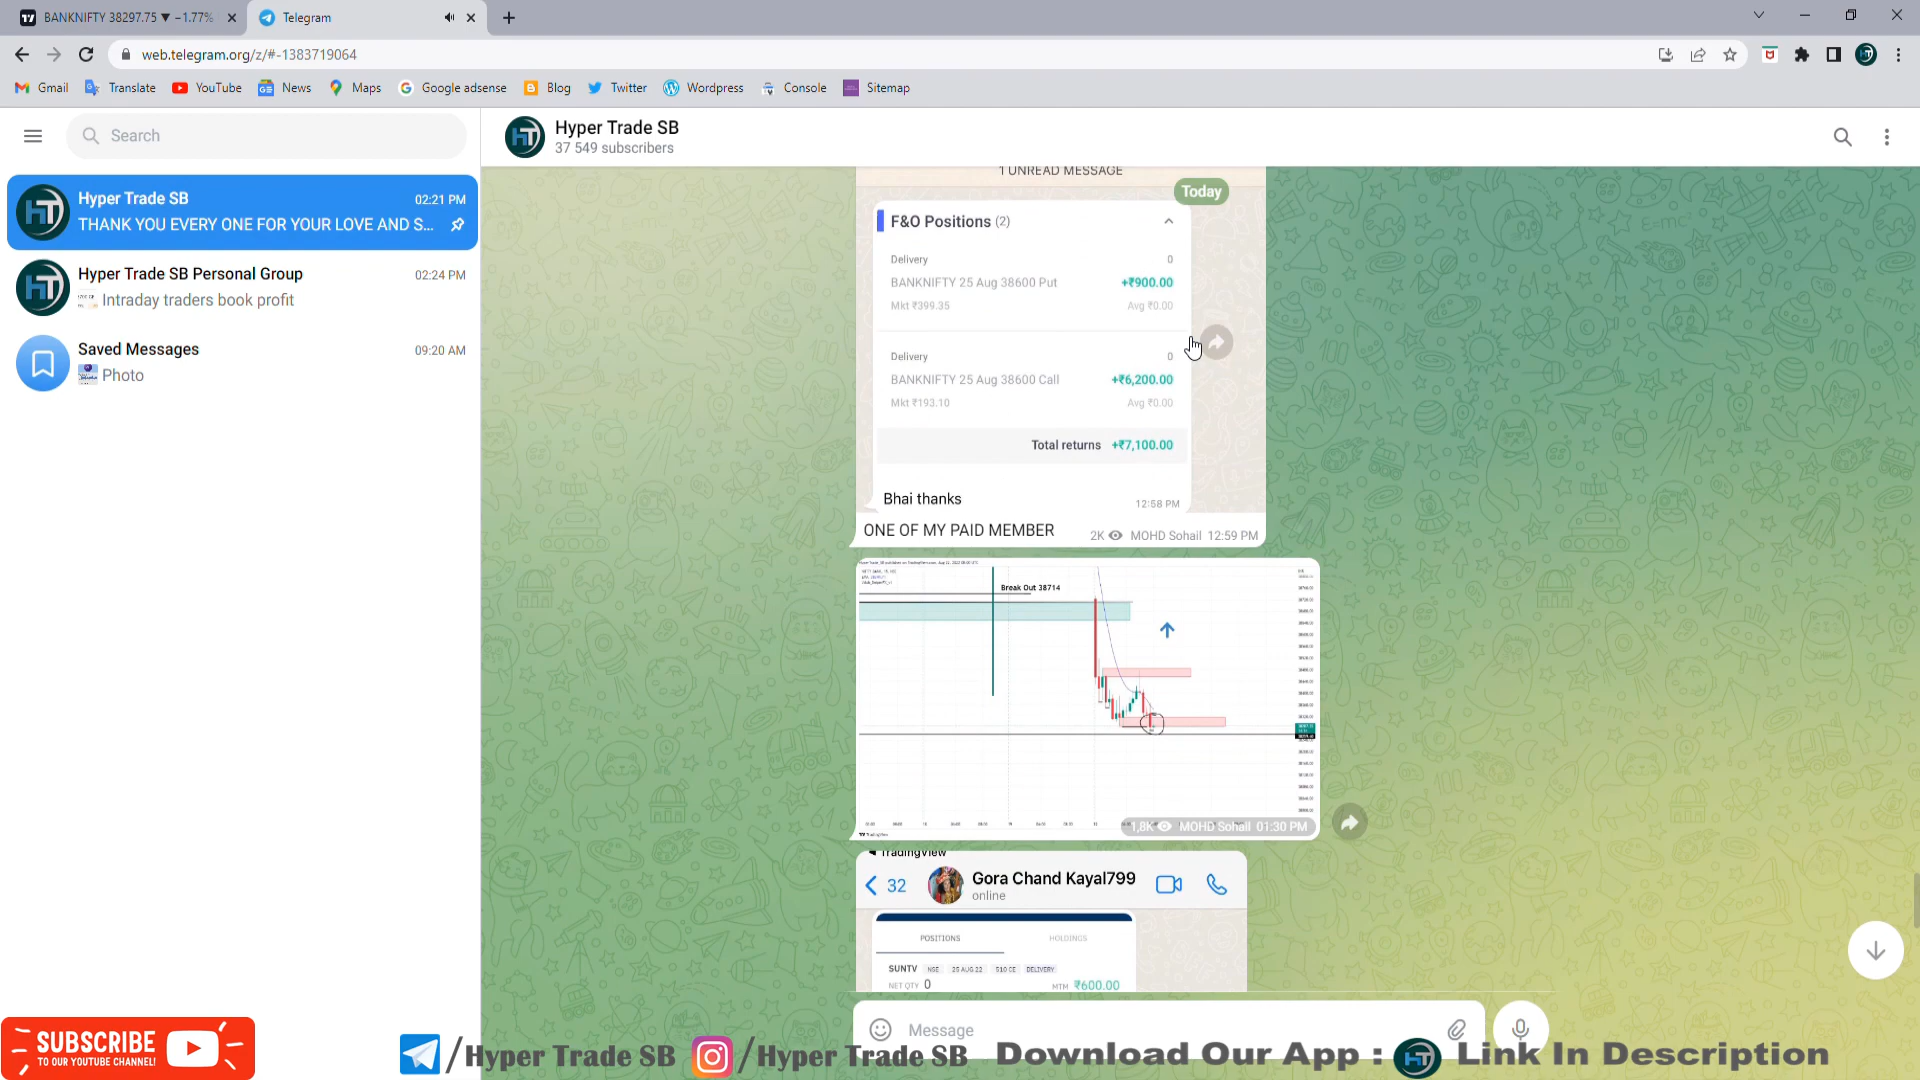 BANKNIFTY 38297.75 ▼ −1.77%
Telegram
web.telegram.org/z/#-1383719064
Gmail
Translate
YouTube
News
Maps
Google adsense
Blog
Twitter
Wordpress
Console
Sitemap
Search
Hyper Trade SB
37 549 subscribers
Hyper Trade SB
02:21 PM
THANK YOU EVERY ONE FOR YOUR LOVE AND S...
Hyper Trade SB Personal Group
02:24 PM
Intraday traders book profit
Saved Messages
09:20 AM
Photo
1 UNREAD MESSAGE
Today
F&O Positions (2)
Delivery 0
BANKNIFTY 25 Aug 38600 Put +₹900.00
Mkt ₹399.35 Avg ₹0.00
Delivery 0
BANKNIFTY 25 Aug 38600 Call +₹6,200.00
Mkt ₹193.10 Avg ₹0.00
Total returns +₹7,100.00
Bhai thanks
12:58 PM
ONE OF MY PAID MEMBER
2K MOHD Sohail 12:59 PM
Break Out 38714
1,8K MOHD Sohail 01:30 PM
TradingView
32
Gora Chand Kayal799
online
POSITIONS HOLDINGS
SUNTV NSE 25 AUG 22 510 CE DELIVERY
NET QTY 0 MTM ₹600.00
Message
SUBSCRIBE
TO OUR YOUTUBE CHANNEL!
/Hyper Trade SB
/Hyper Trade SB
Download Our App :
Link In Description